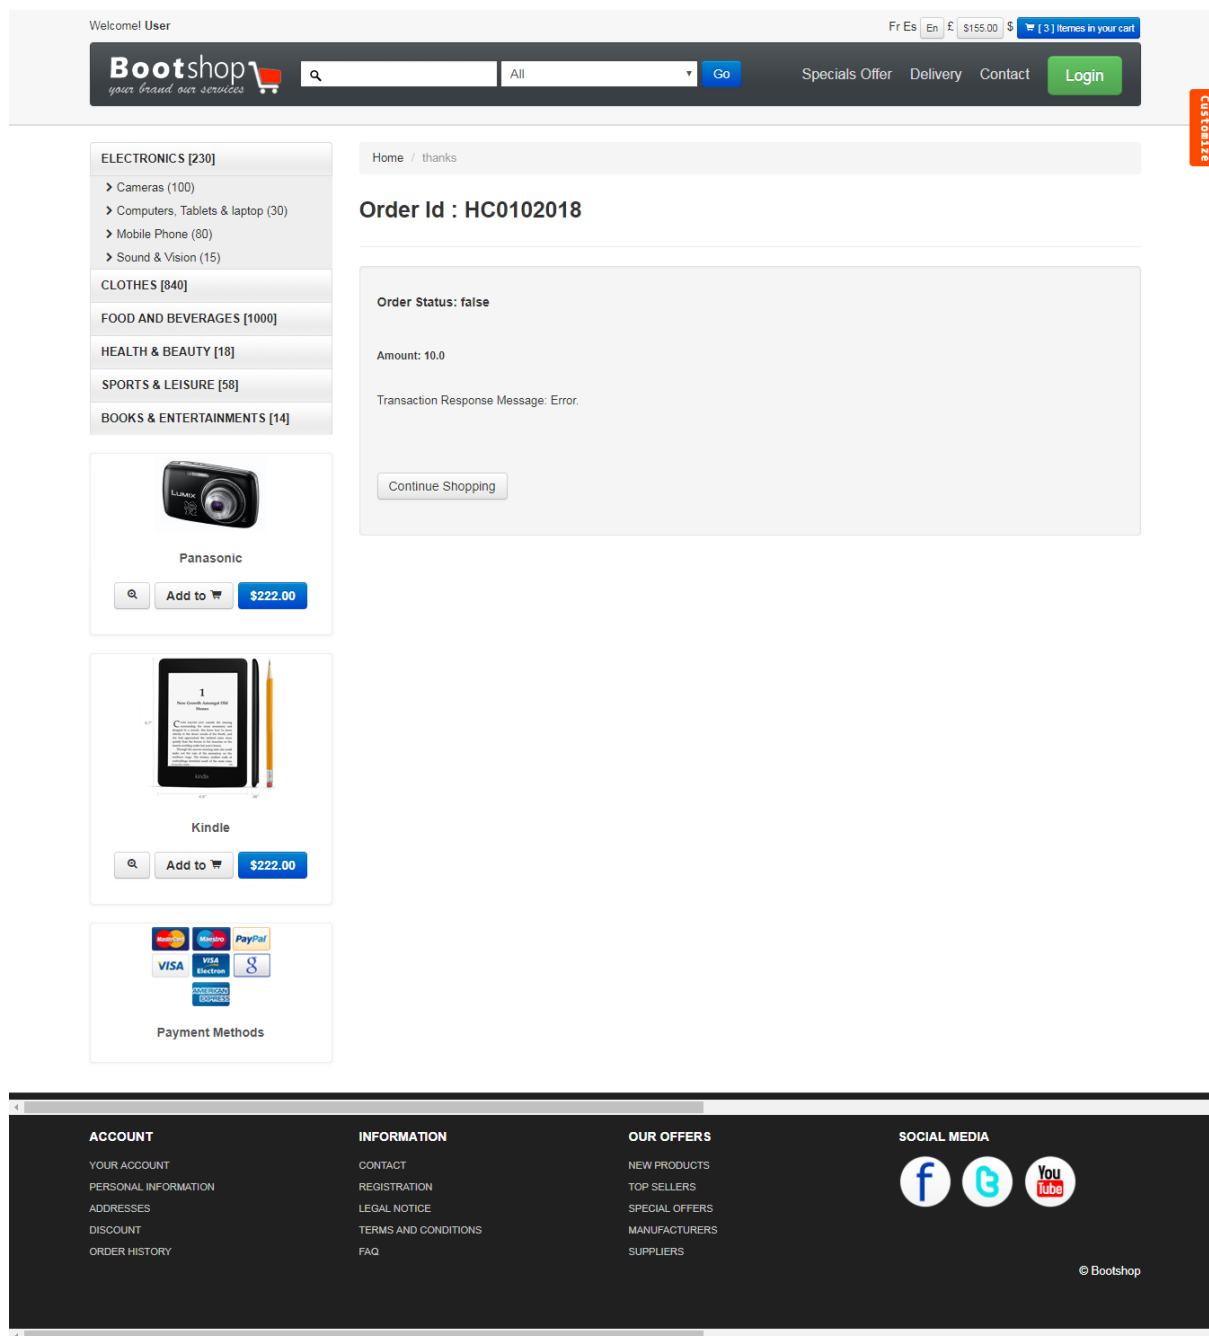 Welcome! User
Fr Es En £ $155.00 $ [ 3 ] Itemes in your cart
Bootshop
your brand our services
All
Go
Specials Offer Delivery Contact Login
Customize
ELECTRONICS [230]
Cameras (100)
Computers, Tablets & laptop (30)
Mobile Phone (80)
Sound & Vision (15)
CLOTHES [840]
FOOD AND BEVERAGES [1000]
HEALTH & BEAUTY [18]
SPORTS & LEISURE [58]
BOOKS & ENTERTAINMENTS [14]
Home / thanks
Order Id : HC0102018
Order Status: false
Amount: 10.0
Transaction Response Message: Error.
Continue Shopping
LUMIX
Panasonic
Add to $222.00
1
kindle
Kindle
Add to $222.00
MasterCard Maestro PayPal
VISA VISA Electron g
AMERICAN EXPRESS
Payment Methods
ACCOUNT
YOUR ACCOUNT
PERSONAL INFORMATION
ADDRESSES
DISCOUNT
ORDER HISTORY
INFORMATION
CONTACT
REGISTRATION
LEGAL NOTICE
TERMS AND CONDITIONS
FAQ
OUR OFFERS
NEW PRODUCTS
TOP SELLERS
SPECIAL OFFERS
MANUFACTURERS
SUPPLIERS
SOCIAL MEDIA
f
You Tube
© Bootshop